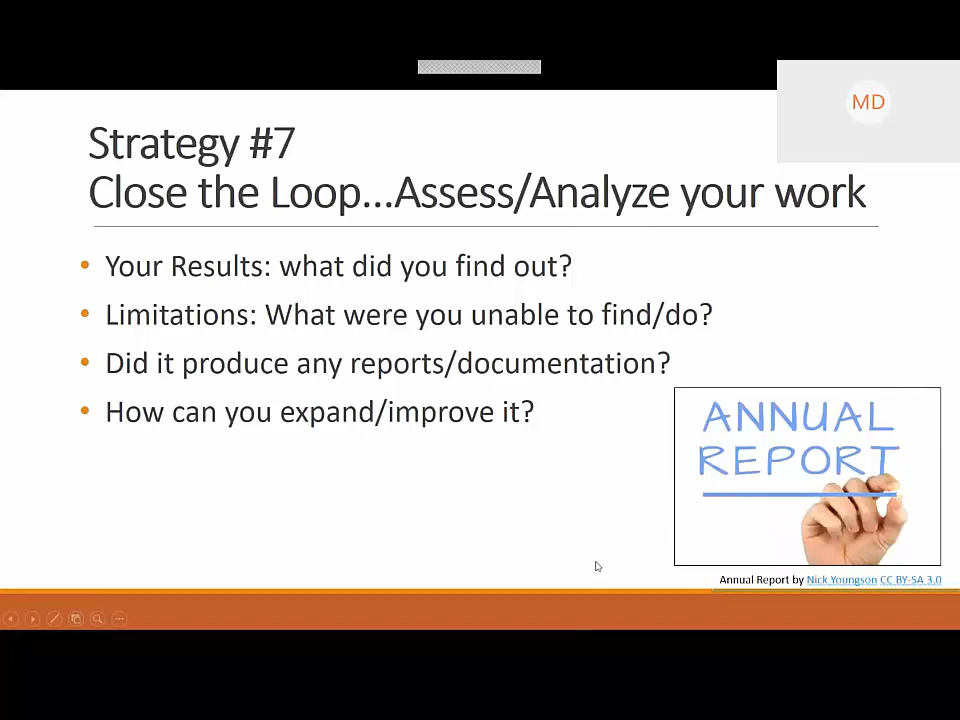 MD
Strategy #7
Close the Loop...Assess/Analyze your work
• Your Results: what did you find out?
• Limitations: What were you unable to find/do?
• Did it produce any reports/documentation?
• How can you expand/improve it?
ANNUAL
REPORT
Annual Report by Nick Youngson CC BY-SA 3.0